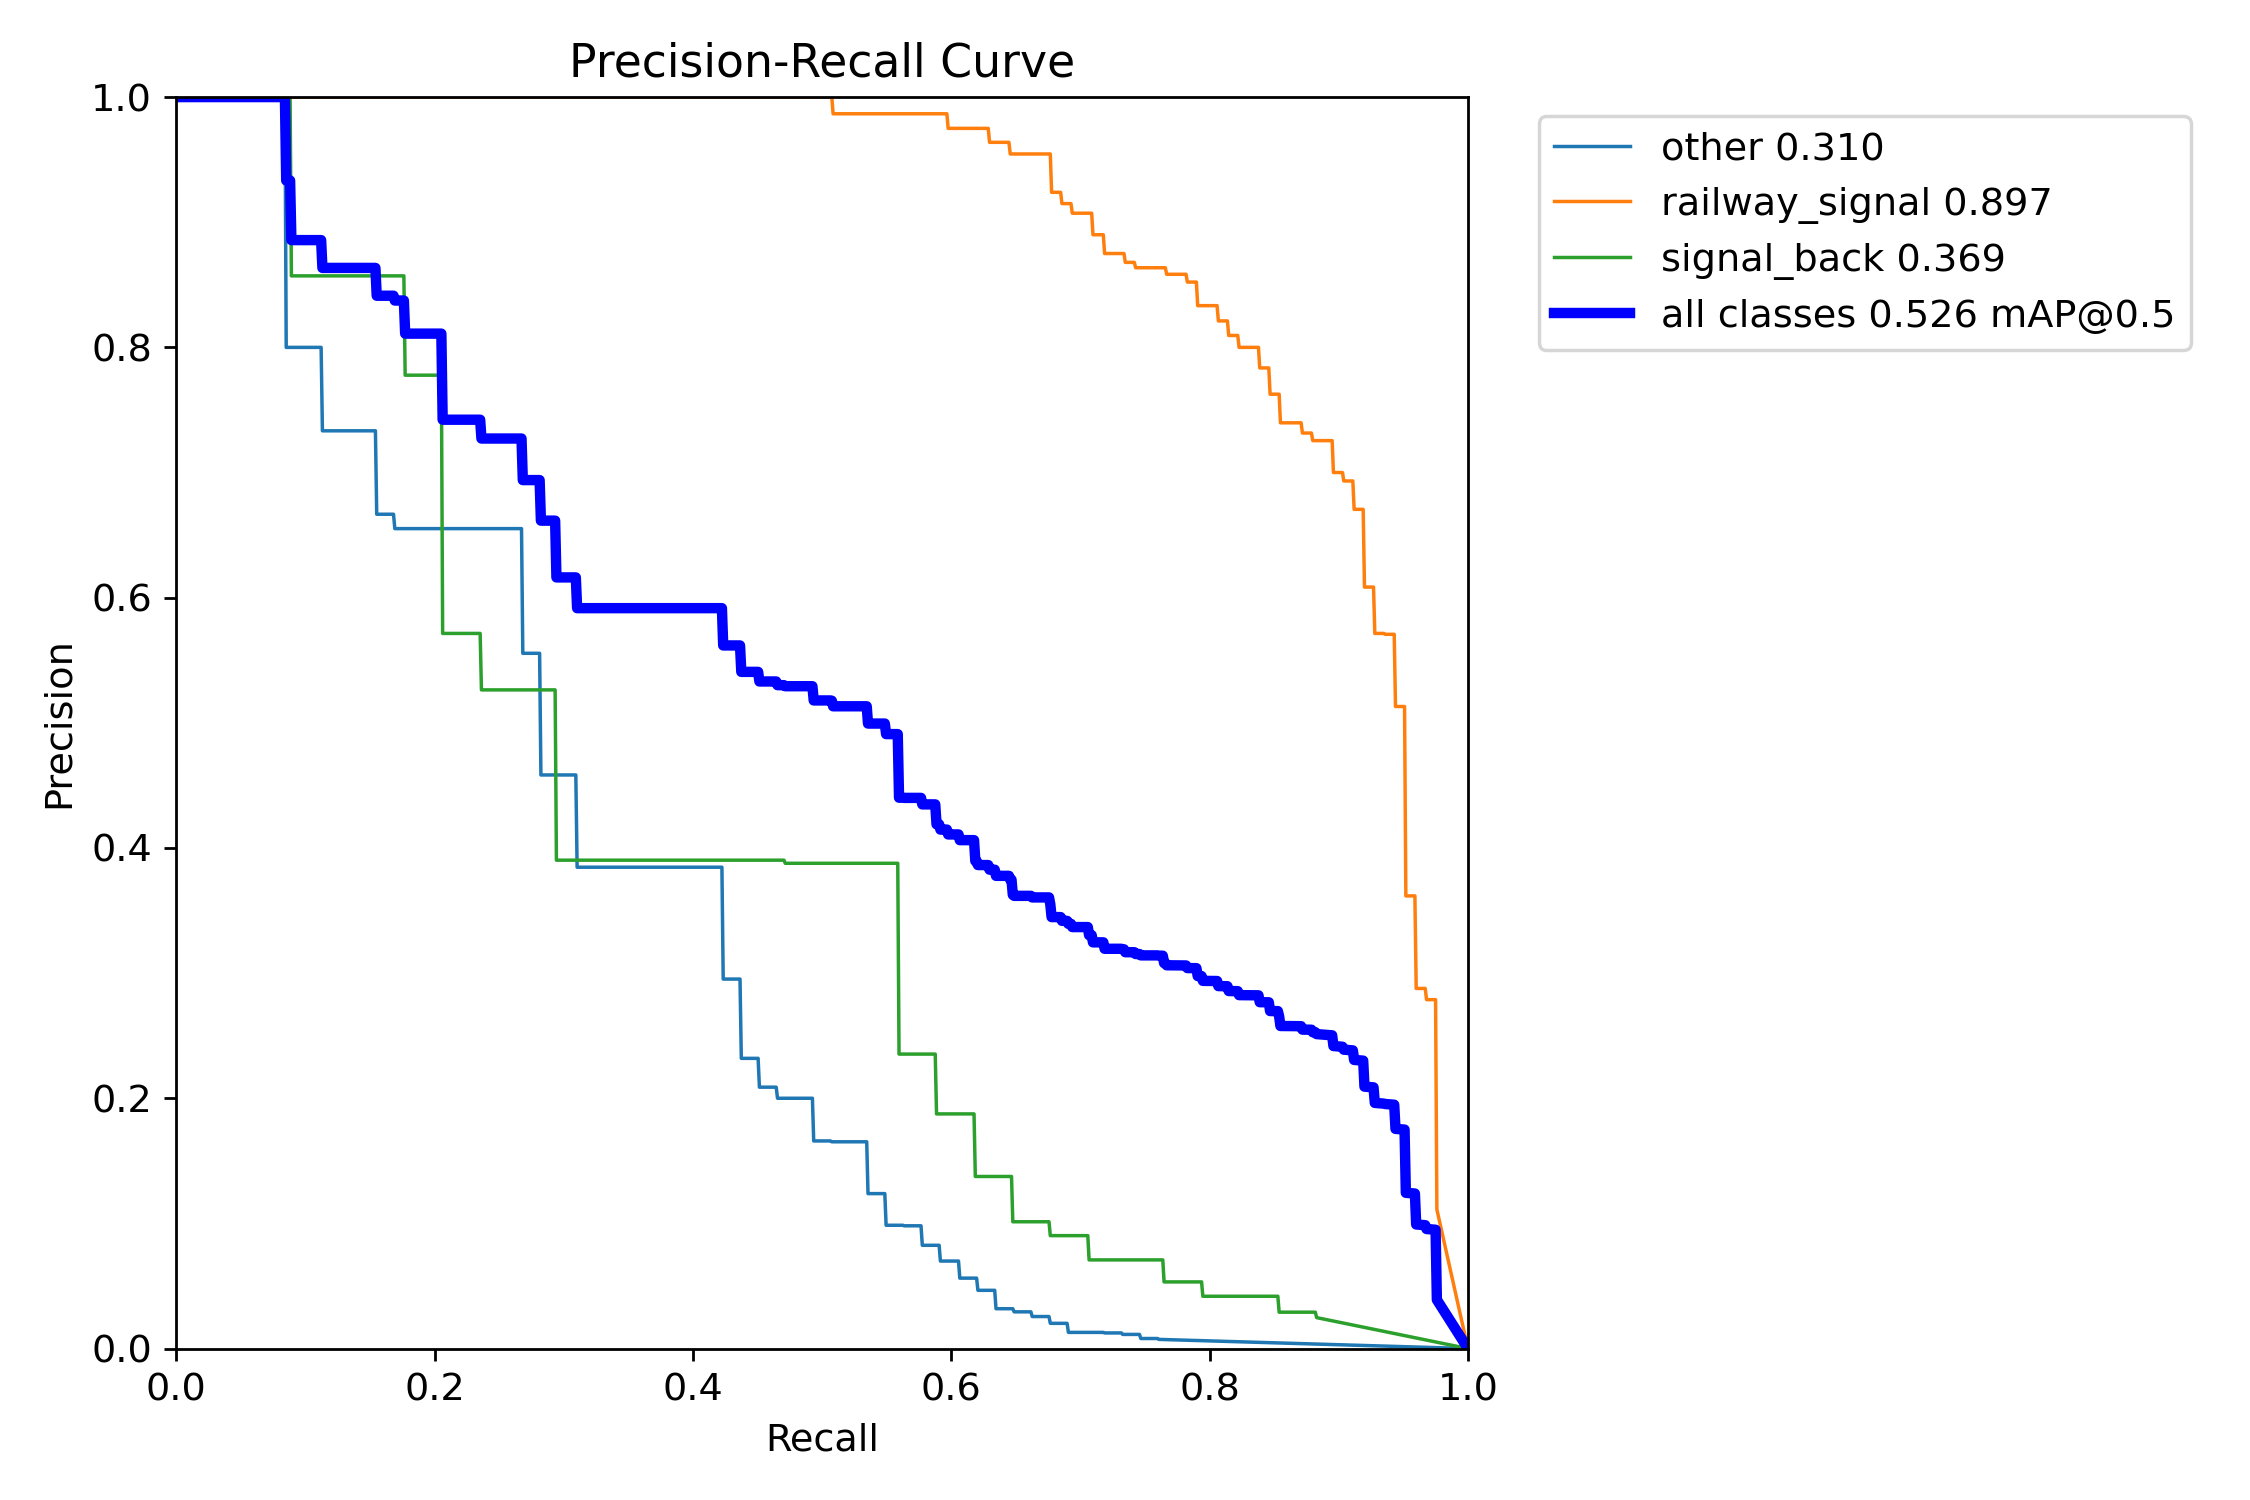 Precision-Recall Curve
1.0
0.8
0.6
0.4
0.2
0.0
Precision
0.0 0.2 0.4 0.6 0.8 1.0
Recall
other 0.310
railway_signal 0.897
signal_back 0.369
all classes 0.526 mAP@0.5